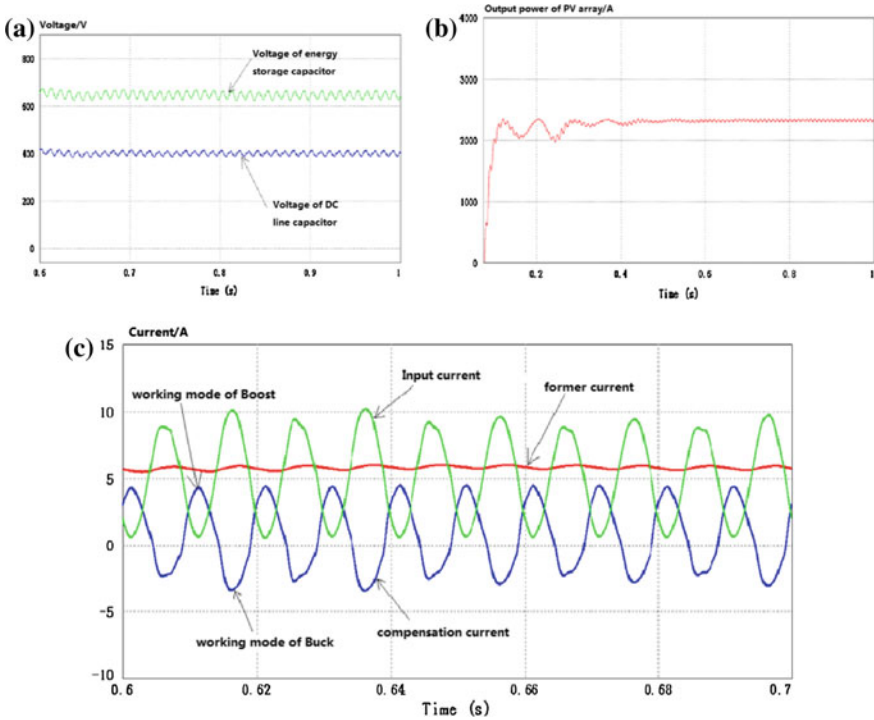 (a)
Voltage/V
800
600
400
200
0
Voltage of energy
storage capacitor
Voltage of DC
line capacitor
0.6
0.7
0.8
0.9
1
Time (s)
(b)
Output power of PV array/A
4000
3000
2000
1000
0
0.2
0.4
0.6
0.8
1
Time (s)
(c)
Current/A
15
10
5
0
-5
-10
working mode of Boost
Input current
former current
working mode of Buck
compensation current
0.6
0.62
0.64
0.66
0.68
0.7
Time (s)